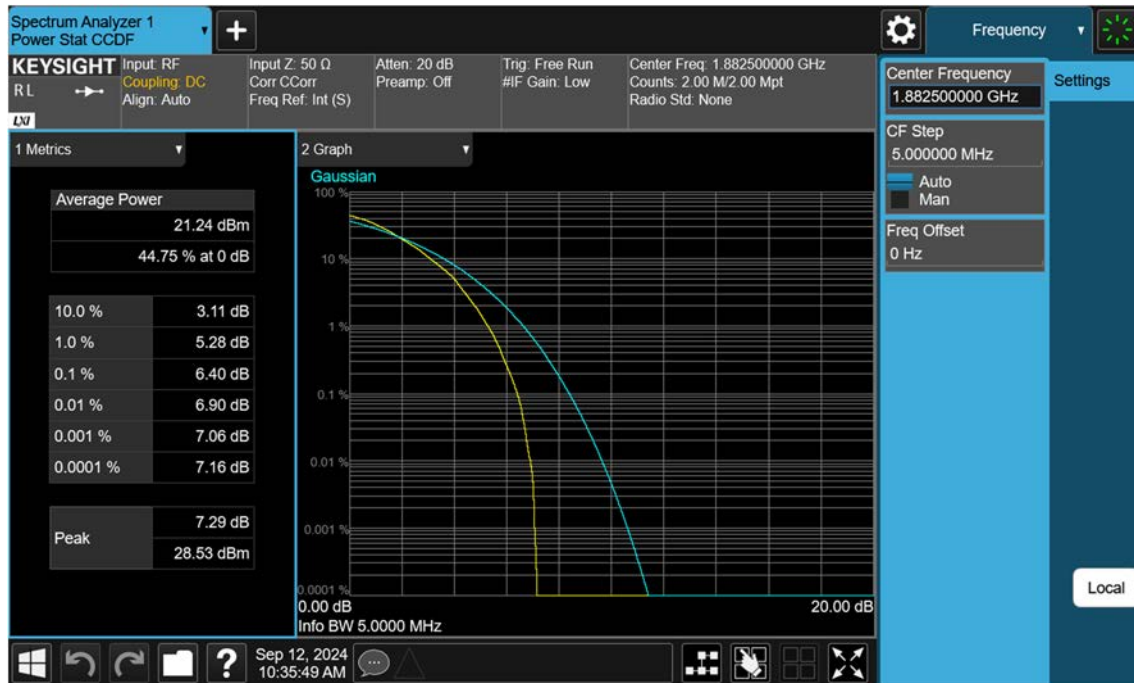 Spectrum Analyzer 1
Power Stat CCDF
+
Frequency
KEYSIGHT
RL
LXI
Input: RF
Coupling: DC
Align: Auto
Input Z: 50 Ω
Corr CCorr
Freq Ref: Int (S)
Atten: 20 dB
Preamp: Off
Trig: Free Run
#IF Gain: Low
Center Freq: 1.882500000 GHz
Counts: 2.00 M/2.00 Mpt
Radio Std: None
Center Frequency
1.882500000 GHz
Settings
CF Step
5.000000 MHz
Auto
Man
Freq Offset
0 Hz
Local
1 Metrics
Average Power
21.24 dBm
44.75 % at 0 dB
10.0 % 3.11 dB
1.0 % 5.28 dB
0.1 % 6.40 dB
0.01 % 6.90 dB
0.001 % 7.06 dB
0.0001 % 7.16 dB
Peak
7.29 dB
28.53 dBm
2 Graph
Gaussian
100 %
10 %
1 %
0.1 %
0.01 %
0.001 %
0.0001 %
0.00 dB 20.00 dB
Info BW 5.0000 MHz
?
Sep 12, 2024
10:35:49 AM